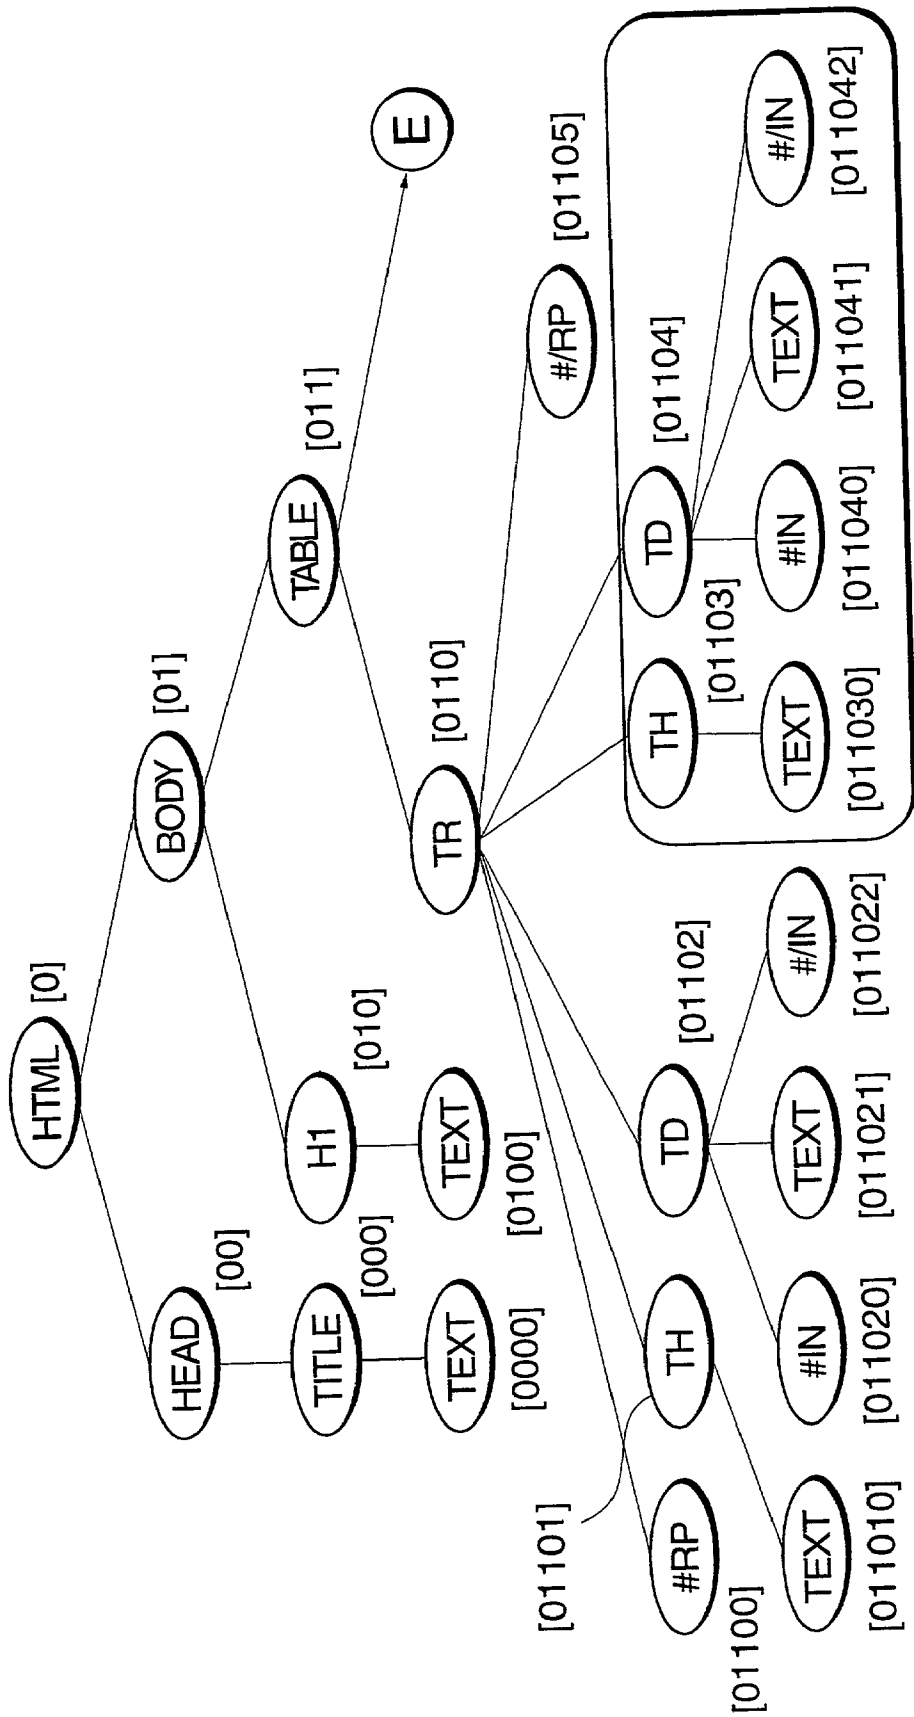 HTML [0]
HEAD [00]
BODY [01]
TITLE [000]
H1 [010]
TABLE [011]
TEXT [0000]
TEXT [0100]
TR [0110]
E
#RP [01100]
TH [01101]
TD [01102]
TH [01103]
TD [01104]
#/RP [01105]
TEXT [011010]
#IN [011020]
TEXT [011021]
#/IN [011022]
TEXT [011030]
#IN [011040]
TEXT [011041]
#/IN [011042]